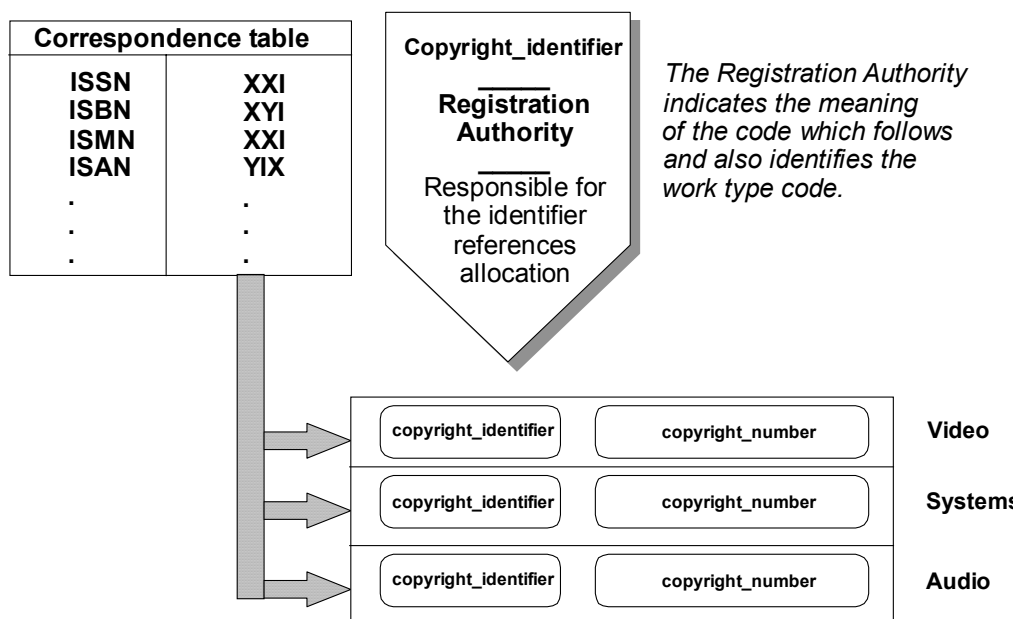 Correspondence table
ISSN XXI
ISBN XYI
ISMN XXI
ISAN YIX
. .
. .
. .
Copyright_identifier
Registration
Authority
Responsible for
the identifier
references
allocation
The Registration Authority
indicates the meaning
of the code which follows
and also identifies the
work type code.
copyright_identifier copyright_number Video
copyright_identifier copyright_number Systems
copyright_identifier copyright_number Audio